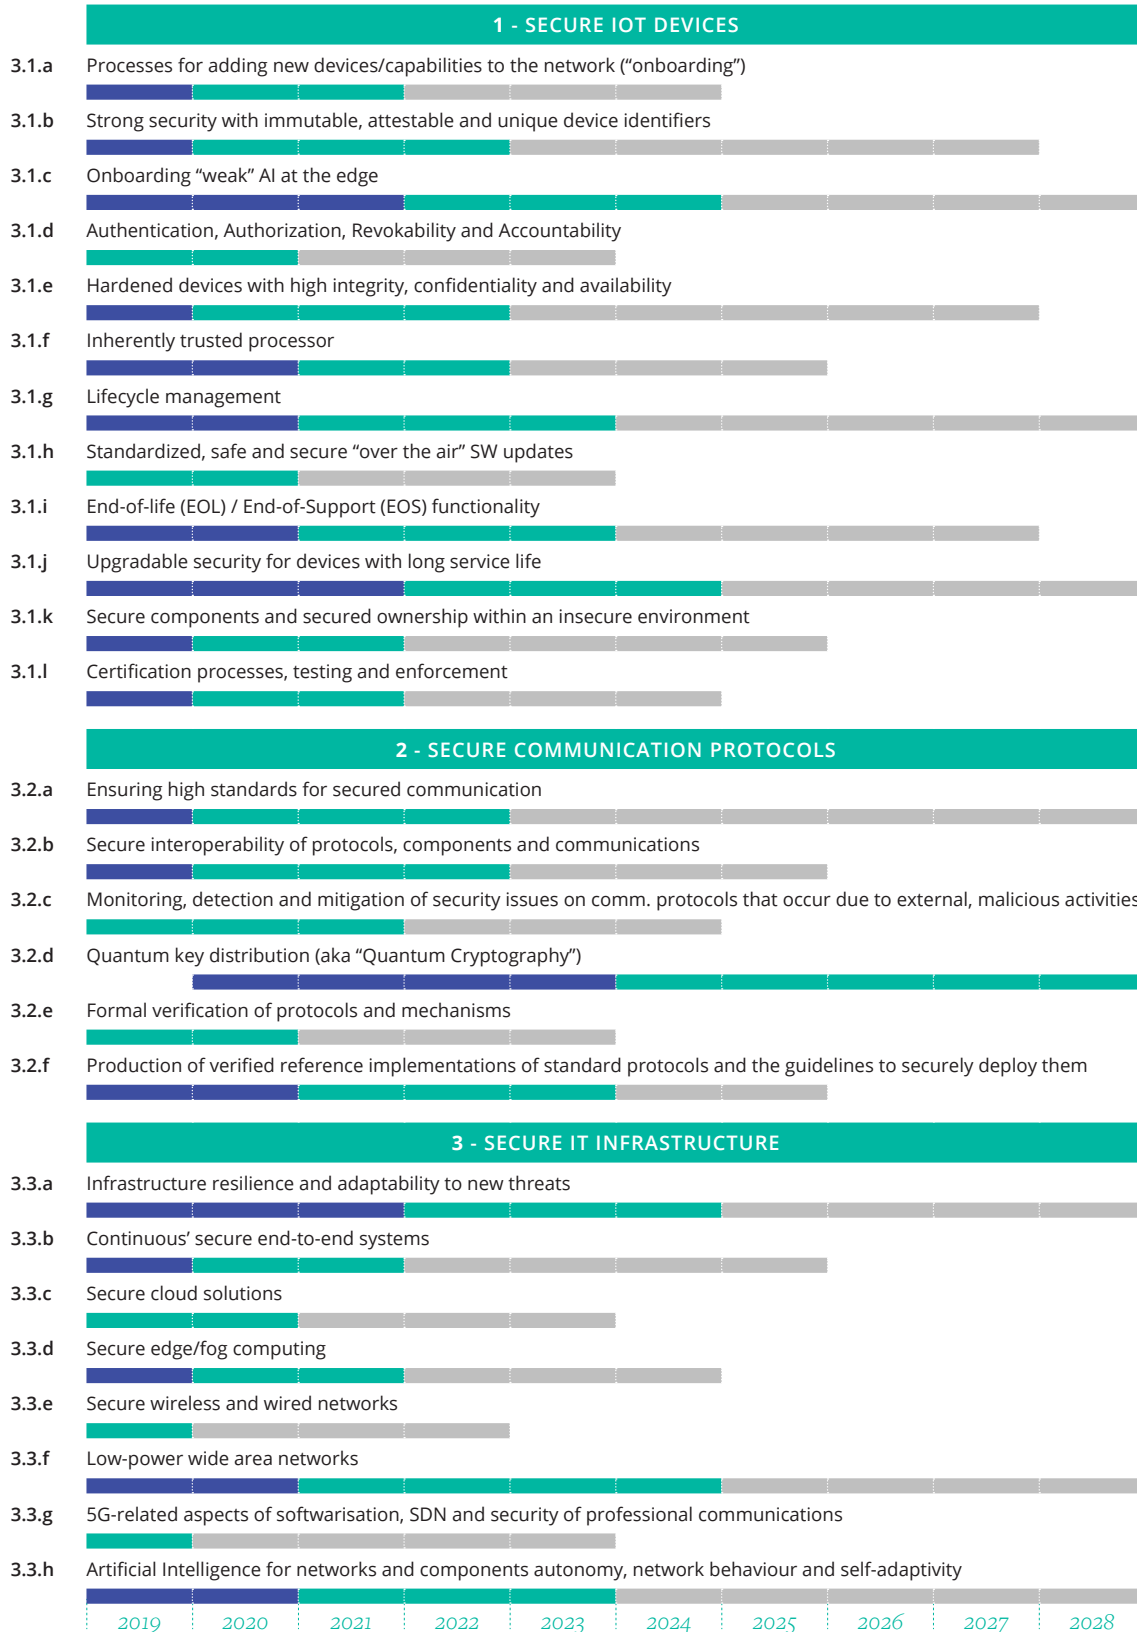 1 - SECURE IOT DEVICES
3.1.a Processes for adding new devices/capabilities to the network (“onboarding”)
3.1.b Strong security with immutable, attestable and unique device identifiers
3.1.c Onboarding “weak” AI at the edge
3.1.d Authentication, Authorization, Revokability and Accountability
3.1.e Hardened devices with high integrity, confidentiality and availability
3.1.f Inherently trusted processor
3.1.g Lifecycle management
3.1.h Standardized, safe and secure “over the air” SW updates
3.1.i End-of-life (EOL) / End-of-Support (EOS) functionality
3.1.j Upgradable security for devices with long service life
3.1.k Secure components and secured ownership within an insecure environment
3.1.l Certification processes, testing and enforcement
2 - SECURE COMMUNICATION PROTOCOLS
3.2.a Ensuring high standards for secured communication
3.2.b Secure interoperability of protocols, components and communications
3.2.c Monitoring, detection and mitigation of security issues on comm. protocols that occur due to external, malicious activities
3.2.d Quantum key distribution (aka “Quantum Cryptography”)
3.2.e Formal verification of protocols and mechanisms
3.2.f Production of verified reference implementations of standard protocols and the guidelines to securely deploy them
3 - SECURE IT INFRASTRUCTURE
3.3.a Infrastructure resilience and adaptability to new threats
3.3.b Continuous’ secure end-to-end systems
3.3.c Secure cloud solutions
3.3.d Secure edge/fog computing
3.3.e Secure wireless and wired networks
3.3.f Low-power wide area networks
3.3.g 5G-related aspects of softwarisation, SDN and security of professional communications
3.3.h Artificial Intelligence for networks and components autonomy, network behaviour and self-adaptivity
2019 2020 2021 2022 2023 2024 2025 2026 2027 2028